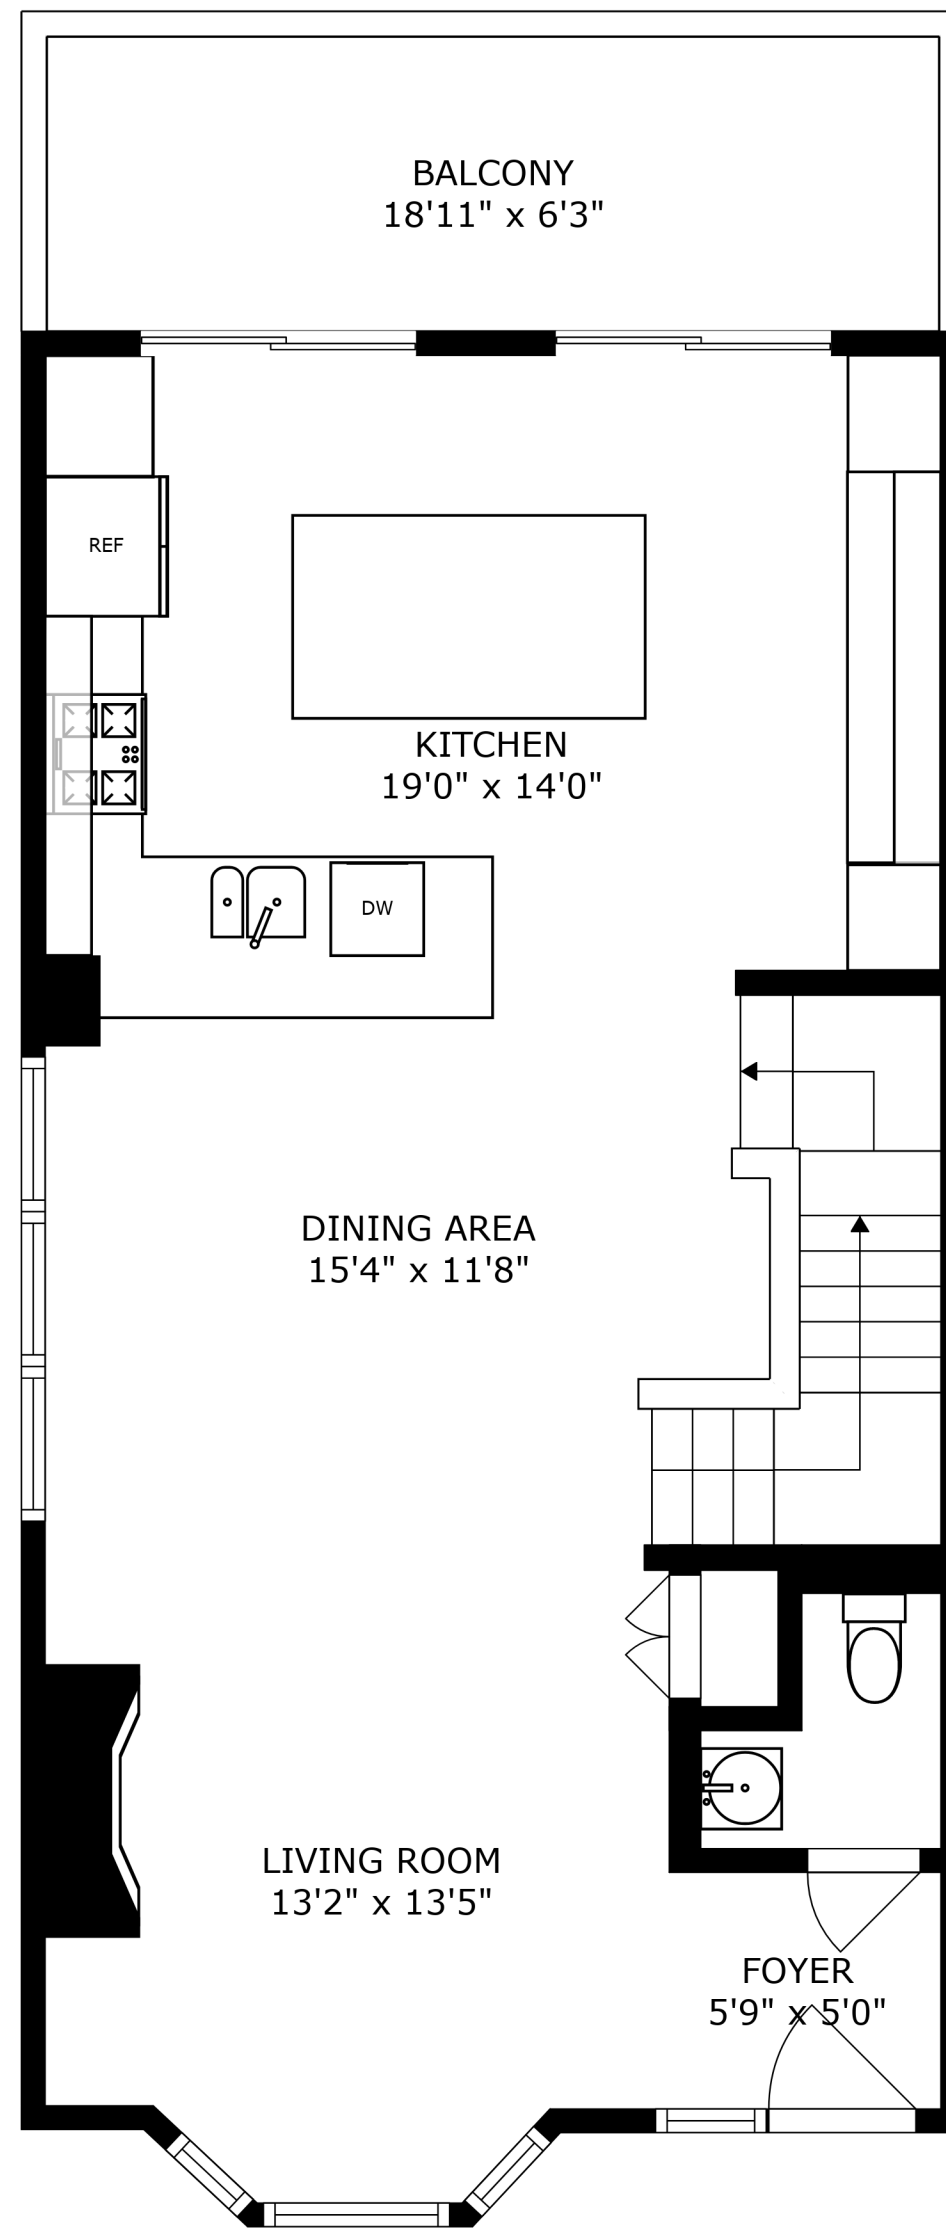 BALCONY
18'11" x 6'3"
REF
KITCHEN
19'0" x 14'0"
DW
DINING AREA
15'4" x 11'8"
LIVING ROOM
13'2" x 13'5"
FOYER
5'9" x 5'0"